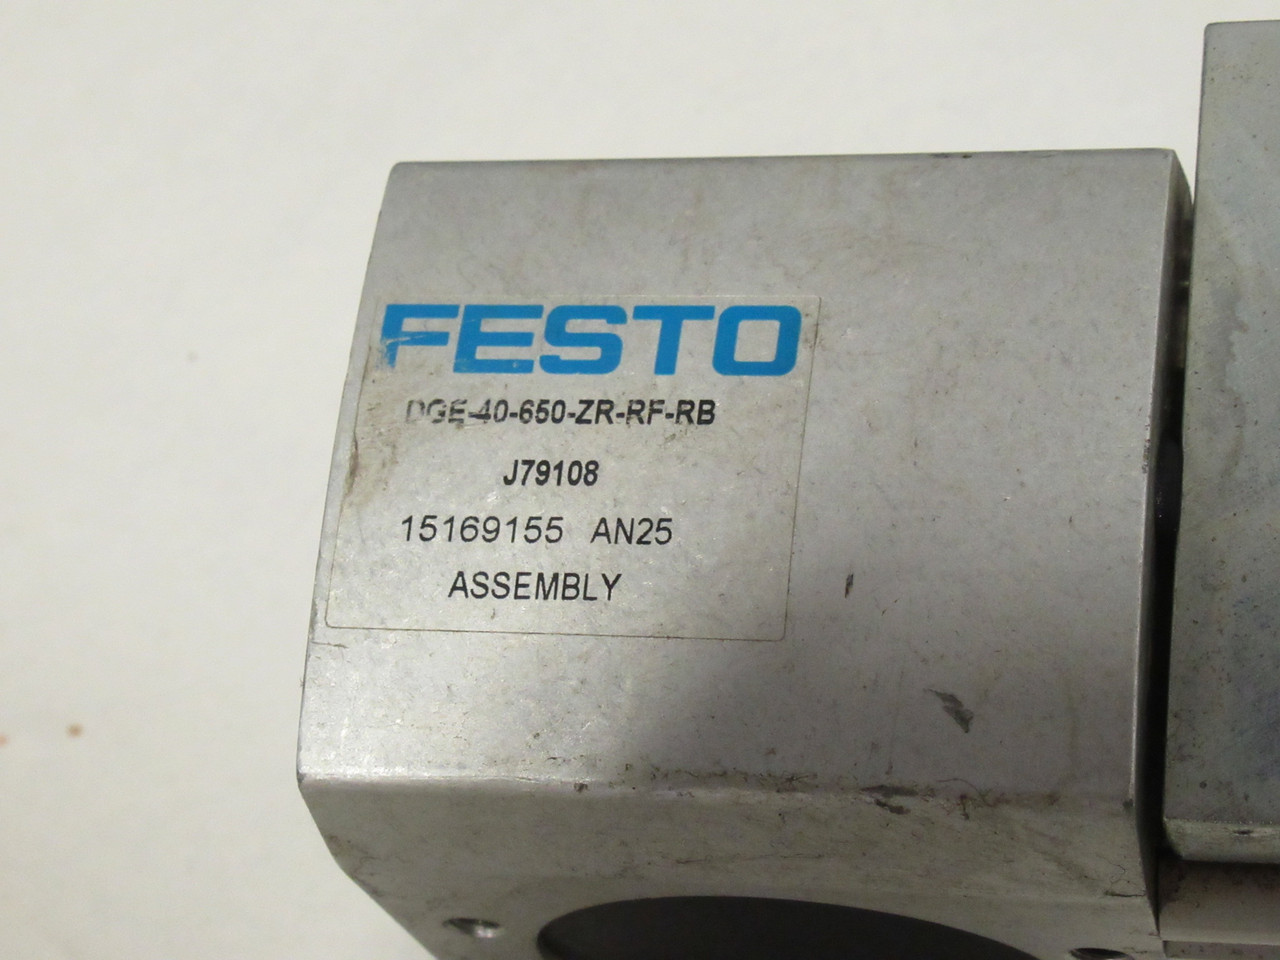 FESTO
DGE-40-650-ZR-RF-RB
J79108
15169155 AN25
ASSEMBLY